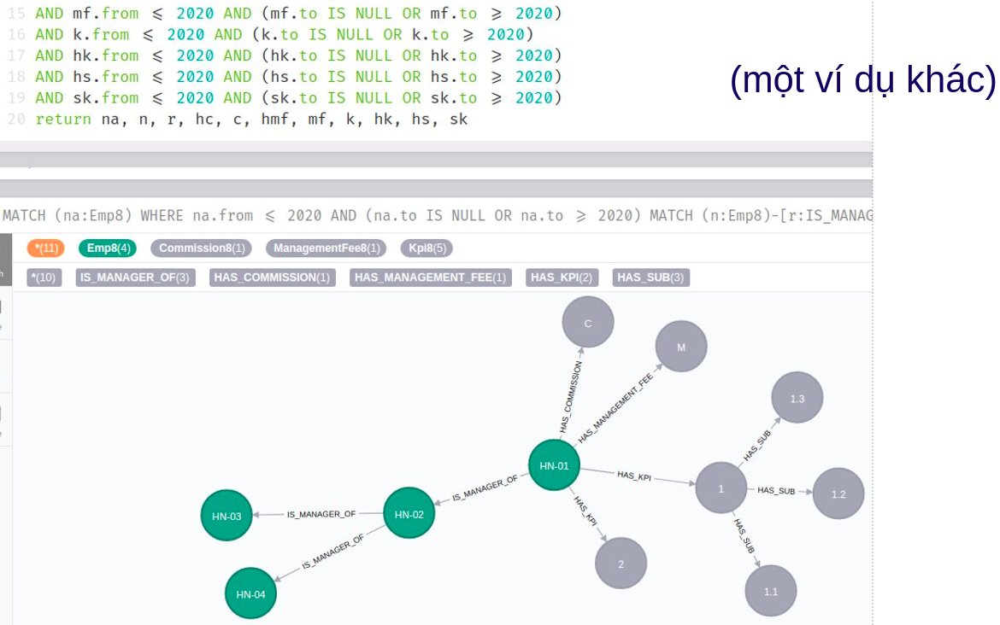 15 AND mf.from ⩽ 2020 AND (mf.to IS NULL OR mf.to ⩾ 2020)
16 AND k.from ⩽ 2020 AND (k.to IS NULL OR k.to ⩾ 2020)
17 AND hk.from ⩽ 2020 AND (hk.to IS NULL OR hk.to ⩾ 2020)
18 AND hs.from ⩽ 2020 AND (hs.to IS NULL OR hs.to ⩾ 2020)
(một ví dụ khác)
19 AND sk.from ⩽ 2020 AND (sk.to IS NULL OR sk.to ⩾ 2020)
20 return na, n, r, hc, c, hmf, mf, k, hk, hs, sk
MATCH (na:Emp8) WHERE na.from ⩽ 2020 AND (na.to IS NULL OR na.to ⩾ 2020) MATCH (n:Emp8)-[r:IS_MANAG
*(11) Emp8(4) Commission8(1) ManagementFee8(1) Kpi8(5)
*(10) IS_MANAGER_OF(3) HAS_COMMISSION(1) HAS_MANAGEMENT_FEE(1) HAS_KPI(2) HAS_SUB(3)
C
M
HAS_COMMISSION
HAS_MANAGEMENT_FEE
1.3
HAS_SUB
HN-01
HAS_KPI
1
HAS_SUB
1.2
IS_MANAGER_OF
HN-03
IS_MANAGER_OF
HN-02
HAS_KPI
HAS_SUB
IS_MANAGER_OF
2
HN-04
1.1